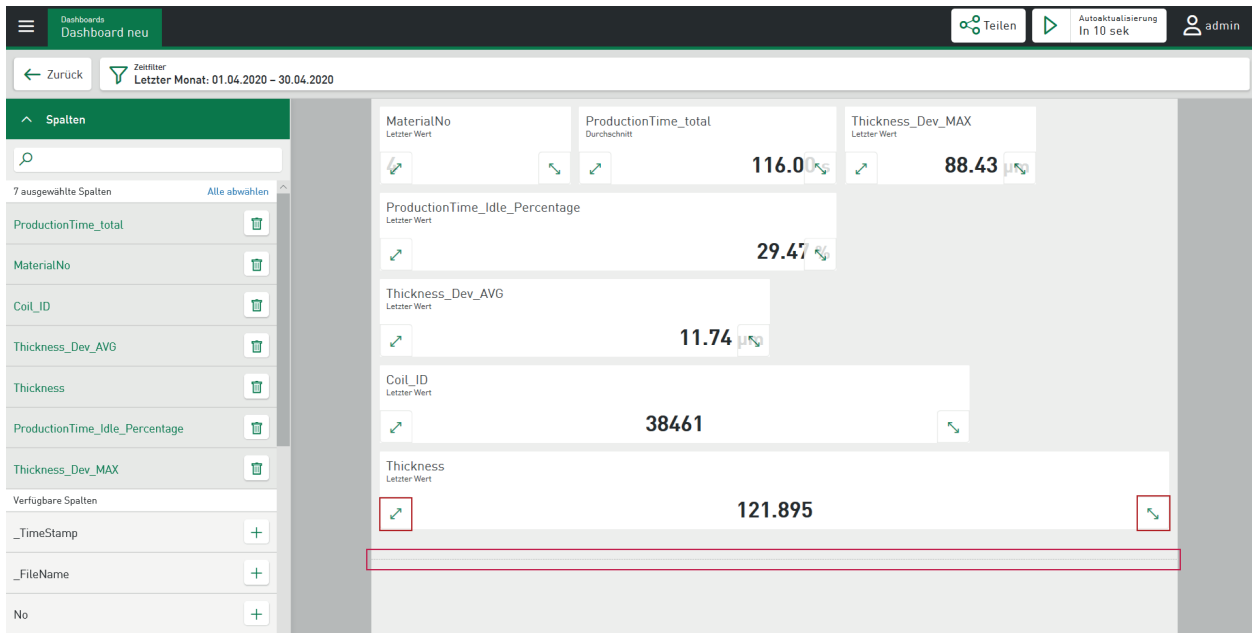 Dashboards
Dashboard neu
Teilen
Autoaktualisierung
In 10 sek
admin
Zurück
Zeitfilter
Letzter Monat: 01.04.2020 – 30.04.2020
Spalten
7 ausgewählte Spalten
Alle abwählen
ProductionTime_total
MaterialNo
Coil_ID
Thickness_Dev_AVG
Thickness
ProductionTime_Idle_Percentage
Thickness_Dev_MAX
Verfügbare Spalten
_TimeStamp
_FileName
No
MaterialNo
Letzter Wert
ProductionTime_total
Durchschnitt
116.00 s
Thickness_Dev_MAX
Letzter Wert
88.43 µm
ProductionTime_Idle_Percentage
Letzter Wert
29.47 %
Thickness_Dev_AVG
Letzter Wert
11.74 µm
Coil_ID
Letzter Wert
38461
Thickness
Letzter Wert
121.895